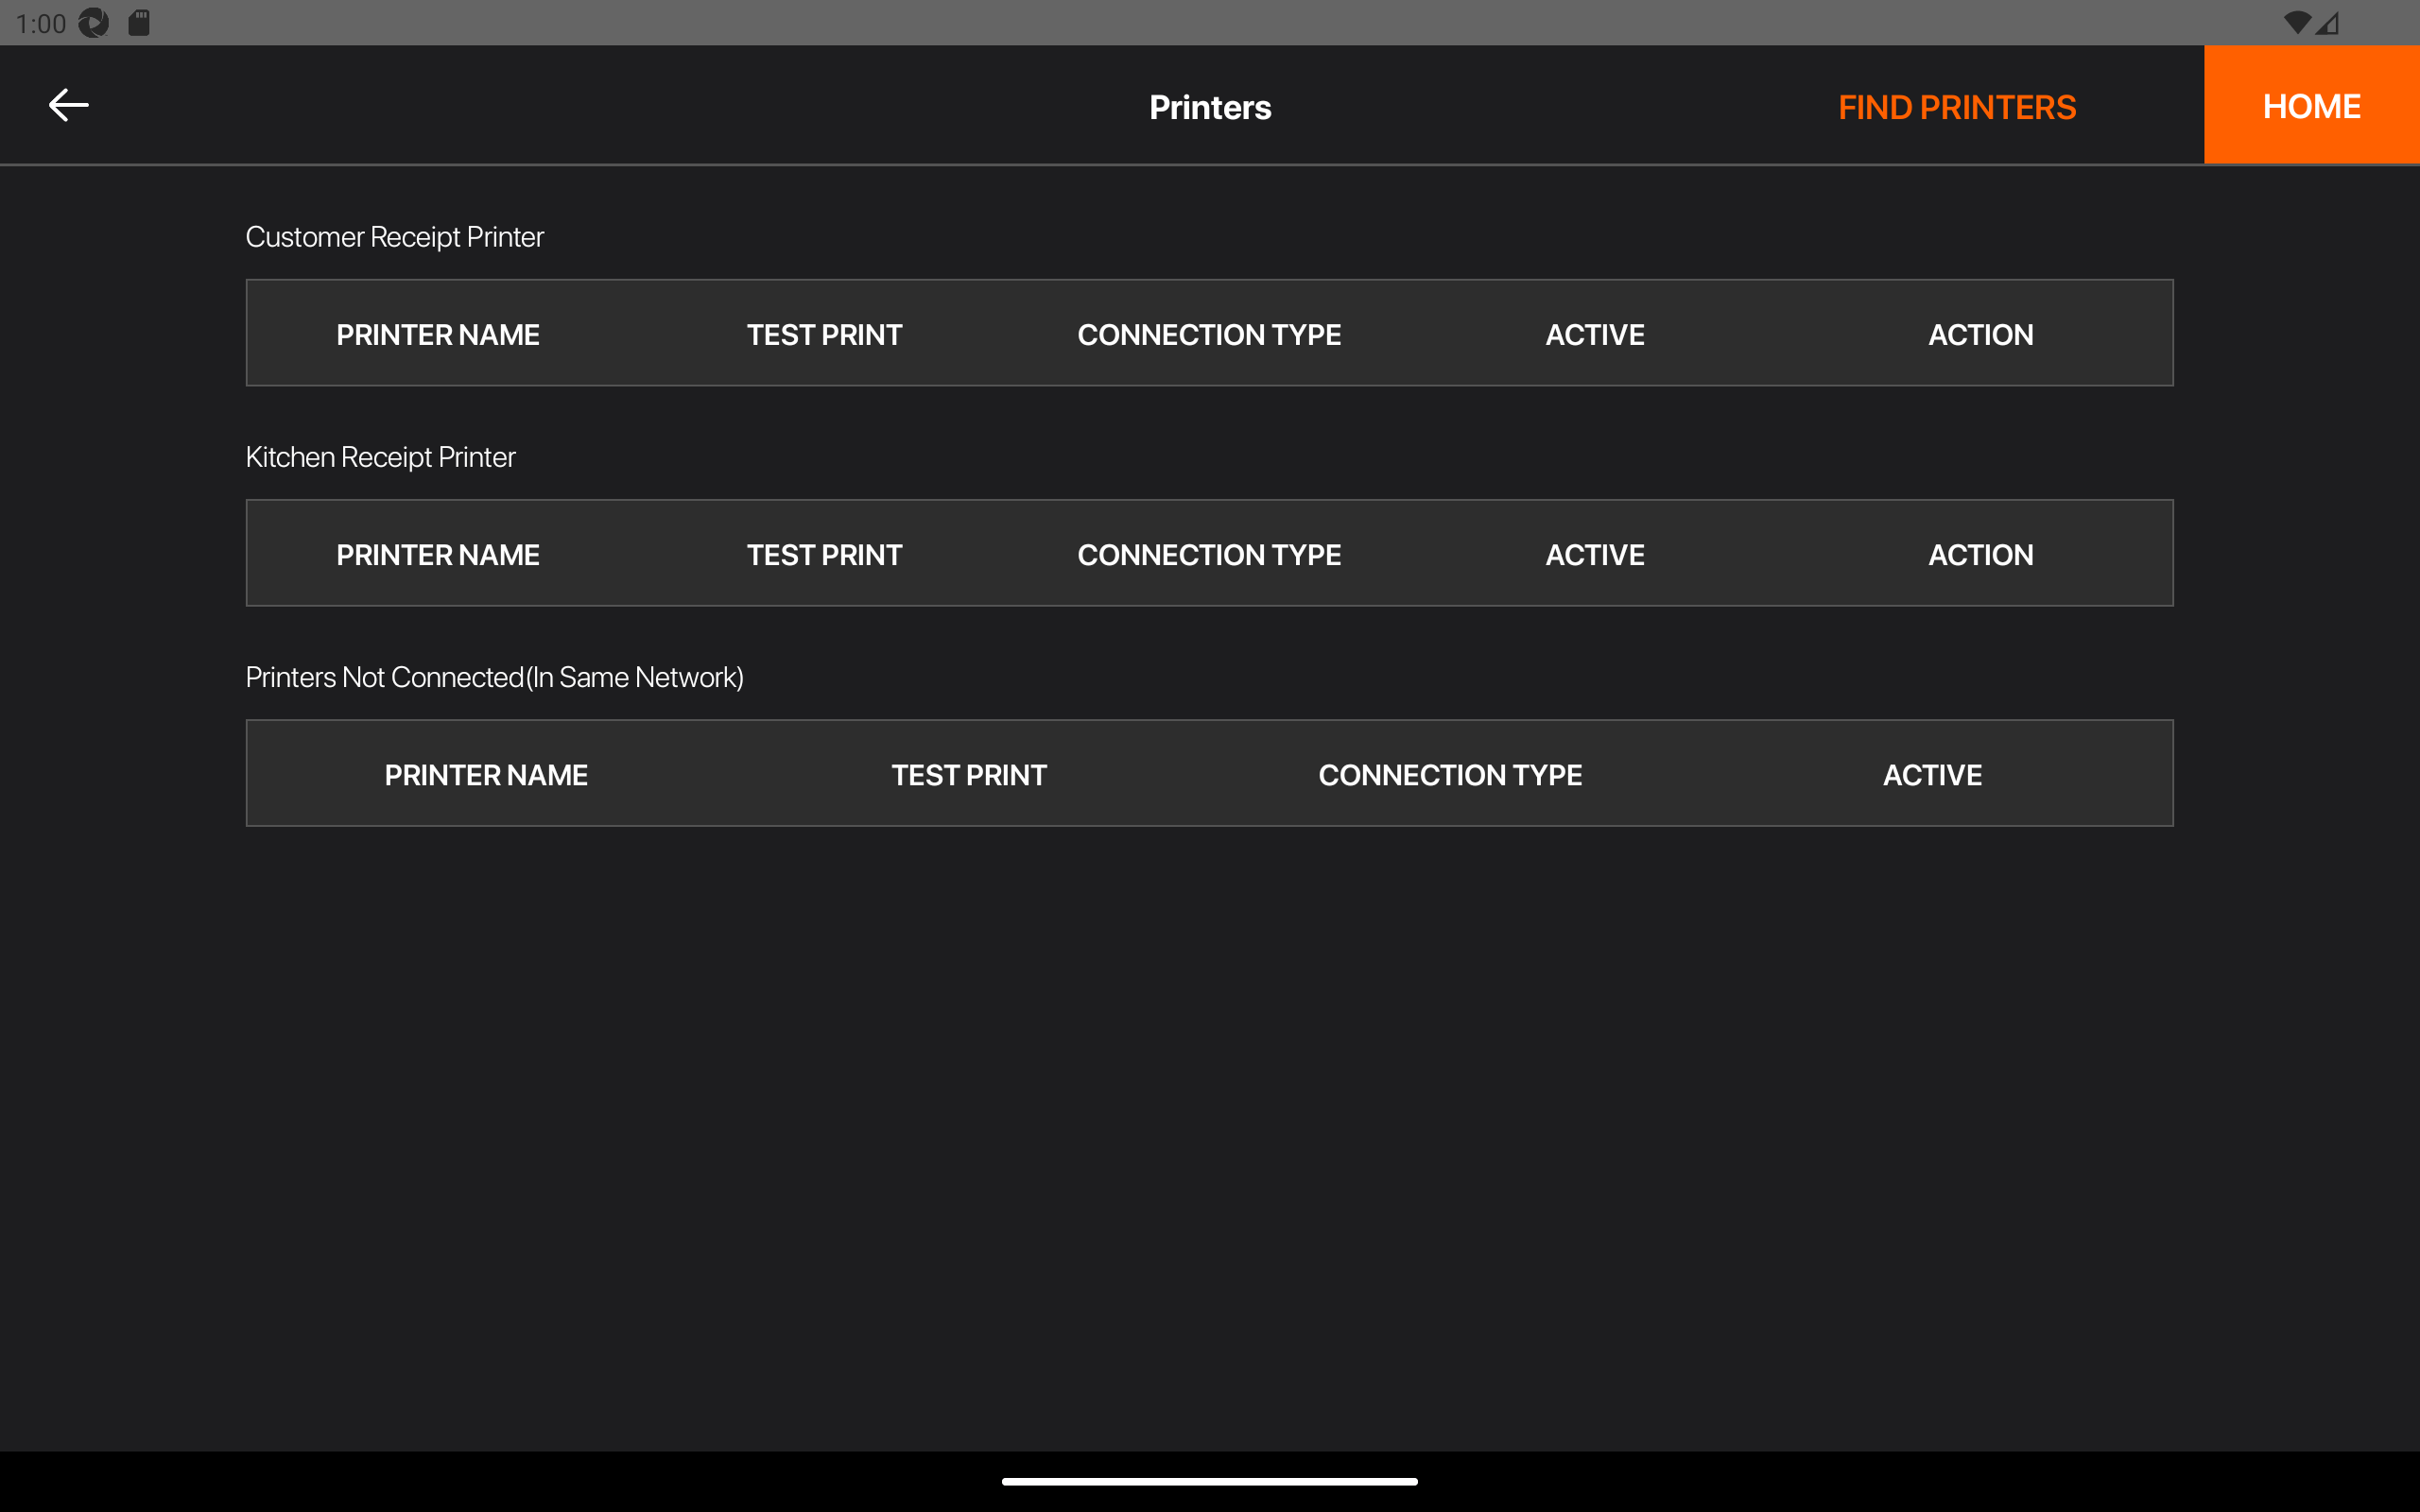 1:00
Printers
FIND PRINTERS
HOME
Customer Receipt Printer
PRINTER NAME TEST PRINT CONNECTION TYPE ACTIVE ACTION
Kitchen Receipt Printer
PRINTER NAME TEST PRINT CONNECTION TYPE ACTIVE ACTION
Printers Not Connected(In Same Network)
PRINTER NAME TEST PRINT CONNECTION TYPE ACTIVE